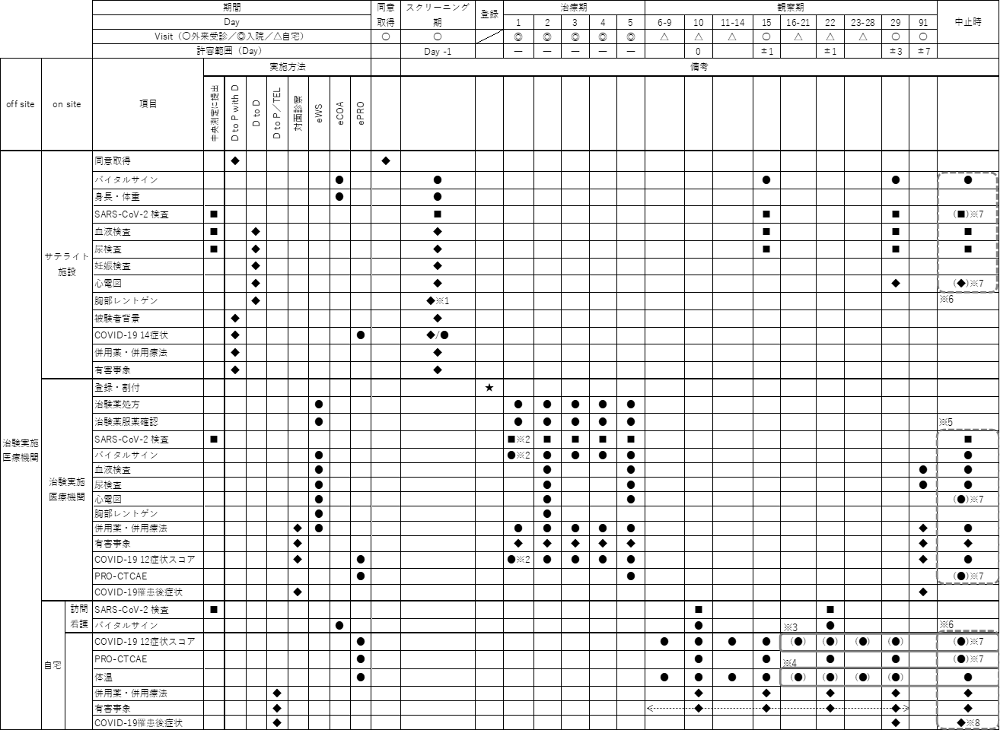 期間 同意 スクリーニング 登録 治療期 観察期 中止時
Day 取得 期 1 2 3 4 5 6-9 10 11-14 15 16-21 22 23-28 29 91
Visit（〇外来受診／◎入院／△自宅） 〇 〇 ◎ ◎ ◎ ◎ ◎ △ △ △ 〇 △ △ △ 〇 〇
許容範囲（Day） Day -1 ー ー ー ー ー 0 ±1 ±1 ±3 ±7
実施方法 備考
off site on site 項目 中央測定に提出 D to P with D D to D D to P／TEL 対面診察 eWS eCOA ePRO
同意取得 ◆ ◆
バイタルサイン ● ● ● ● ●
身長・体重 ● ●
SARS-CoV-2 検査 ■ ■ ■ ■ (■)※7
血液検査 ■ ◆ ◆ ■ ■ ■
サテライト
施設
尿検査 ■ ◆ ◆ ■ ■ ■
妊娠検査 ◆ ◆
心電図 ◆ ◆ ◆ (◆)※7
胸部レントゲン ◆ ◆※1 ※6
被験者背景 ◆ ◆
COVID-19 14症状 ◆ ● ◆/●
併用薬・併用療法 ◆ ◆
有害事象 ◆ ◆
登録・割付 ★
治験薬処方 ● ● ● ● ● ●
治験薬服薬確認 ● ● ● ● ● ● ※5
治験実施
医療機関
SARS-CoV-2 検査 ■ ■※2 ■ ■ ■ ■ ■
バイタルサイン ● ●※2 ● ● ● ● ●
血液検査 ● ● ● ● ●
治験実施
医療機関
尿検査 ● ● ● ● ●
心電図 ● ● ● (●)※7
胸部レントゲン ● ●
併用薬・併用療法 ◆ ● ● ● ● ● ● ◆ ●
有害事象 ◆ ◆ ◆ ◆ ◆ ◆ ◆ ◆
COVID-19 12症状スコア ◆ ● ●※2 ● ● ● ● ◆ ●
PRO-CTCAE ● ● (●)※7
COVID-19罹患後症状 ◆ ◆
訪問
看護
SARS-CoV-2 検査 ■ ■ ■
バイタルサイン ● ● ※3 ● ※6
自宅
COVID-19 12症状スコア ● ● ● ● ● (●) (●) (●) (●) (●)※7
PRO-CTCAE ● ● ● ※4 ● ● (●)※7
体温 ● ● ● ● ● (●) (●) (●) (●) ●
併用薬・併用療法 ◆ ◆ ◆ ◆ ◆ ◆
有害事象 ◆ ◆ ◆ ◆ ◆ ◆
COVID-19罹患後症状 ◆ ◆ ◆※8